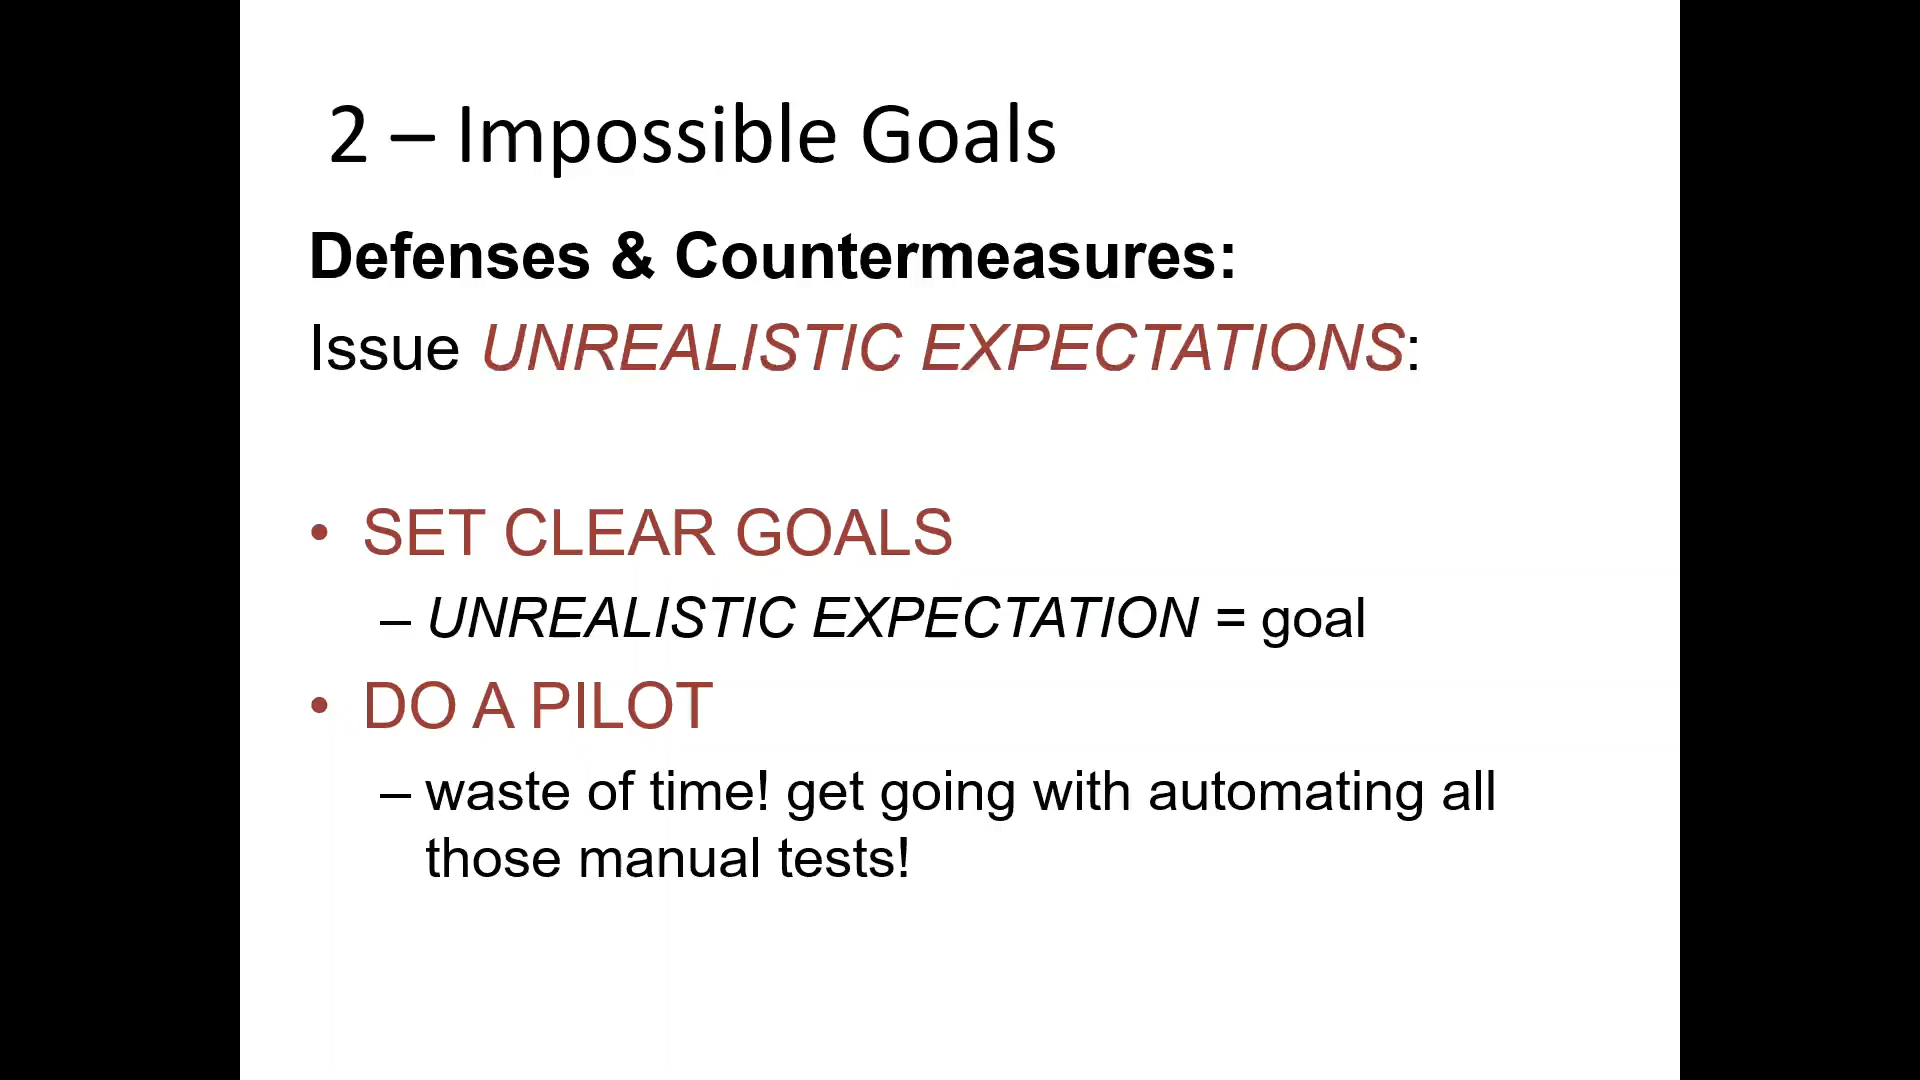 2 – Impossible Goals
Defenses & Countermeasures:
Issue UNREALISTIC EXPECTATIONS:
• SET CLEAR GOALS
– UNREALISTIC EXPECTATION = goal
• DO A PILOT
– waste of time! get going with automating all
those manual tests!